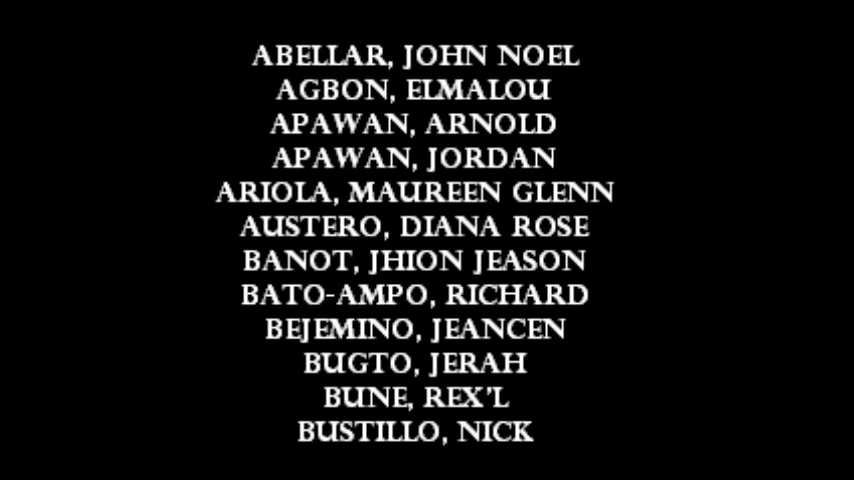 ABELLAR, JOHN NOEL
AGBON, ELMALOU
APAWAN, ARNOLD
APAWAN, JORDAN
ARIOLA, MAUREEN GLENN
AUSTERO, DIANA ROSE
BANOT, JHION JEASON
BATO-AMPO, RICHARD
BEJEMINO, JEANCEN
BUGTO, JERAH
BUNE, REX'L
BUSTILLO, NICK